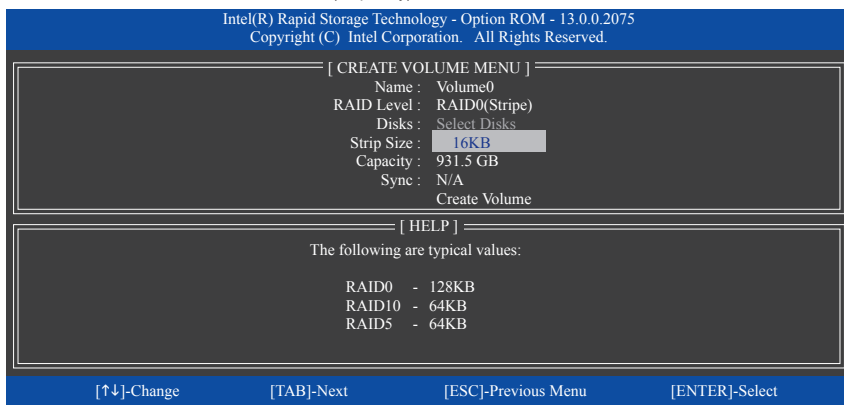 Intel(R) Rapid Storage Technology - Option ROM - 13.0.0.2075
Copyright (C) Intel Corporation. All Rights Reserved.
[ CREATE VOLUME MENU ]
Name : Volume0
RAID Level : RAID0(Stripe)
Disks : Select Disks
Strip Size : 16KB
Capacity : 931.5 GB
Sync : N/A
Create Volume
[ HELP ]
The following are typical values:
RAID0 - 128KB
RAID10 - 64KB
RAID5 - 64KB
[↑↓]-Change [TAB]-Next [ESC]-Previous Menu [ENTER]-Select